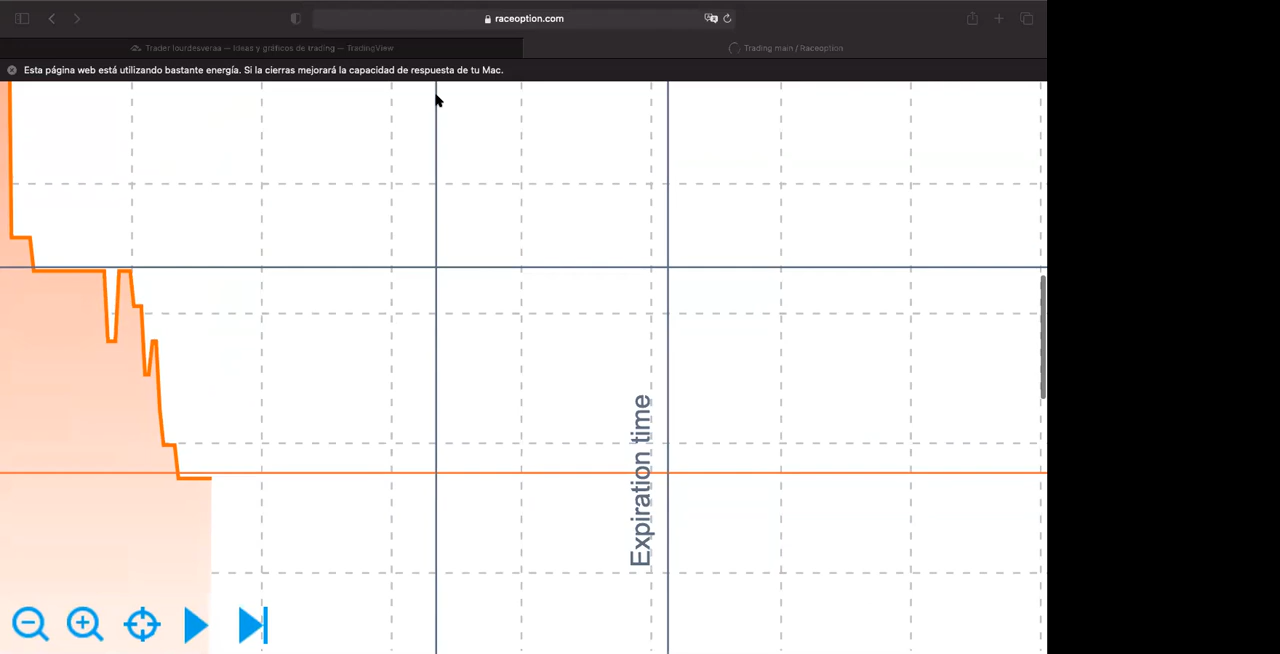 raceoption.com
Trader lourdesveraa — Ideas y gráficos de trading — TradingView
Trading main / Raceoption
Esta página web está utilizando bastante energía. Si la cierras mejorará la capacidad de respuesta de tu Mac.
Expiration time